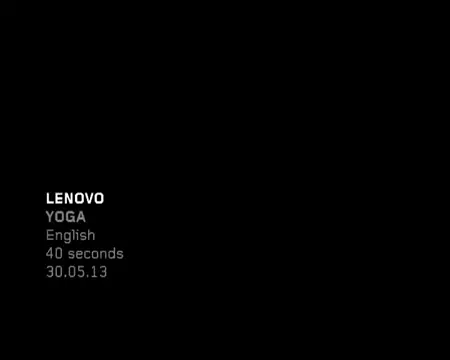 LENOVO
YOGA
English
40 seconds
30.05.13